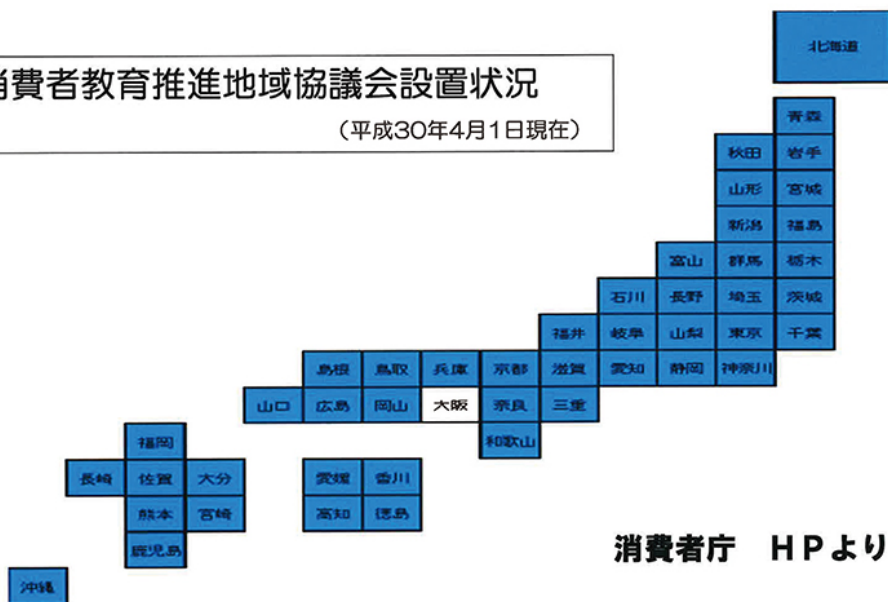 北海道
消費者教育推進地域協議会設置状況
（平成30年4月1日現在）
青森
秋田 岩手
山形 宮城
新潟 福島
富山 群馬 栃木
石川 長野 埼玉 茨城
福井 岐阜 山梨 東京 千葉
島根 鳥取 兵庫 京都 滋賀 愛知 静岡 神奈川
山口 広島 岡山 大阪 奈良 三重
福岡 和歌山
長崎 佐賀 大分 愛媛 香川
熊本 宮崎 高知 徳島
鹿児島
消費者庁 HPより
沖縄